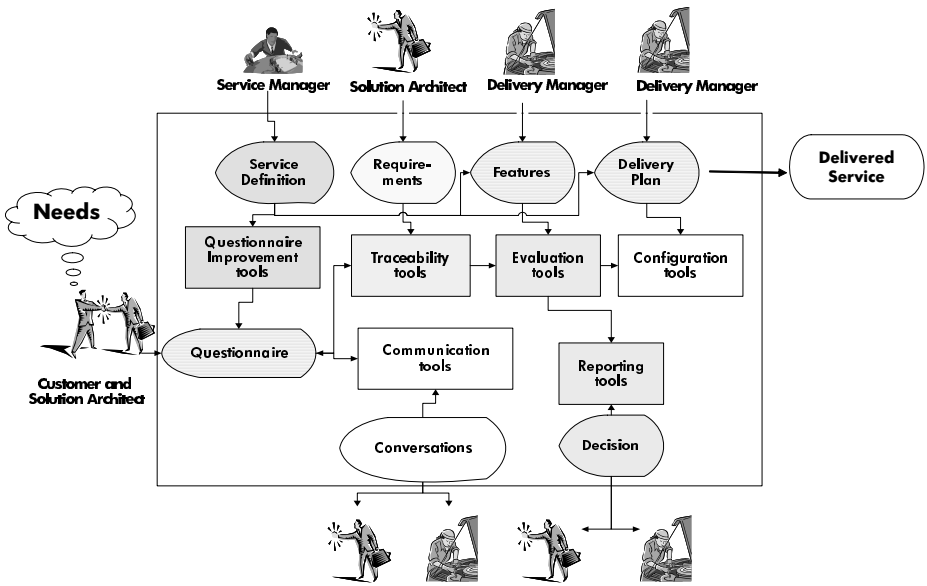 Service Manager
Solution Architect
Delivery Manager
Delivery Manager
Service
Definition
Require-
ments
Features
Delivery
Plan
Delivered
Service
Needs
Questionnaire
Improvement
tools
Traceability
tools
Evaluation
tools
Configuration
tools
Questionnaire
Communication
tools
Reporting
tools
Customer and
Solution Architect
Conversations
Decision